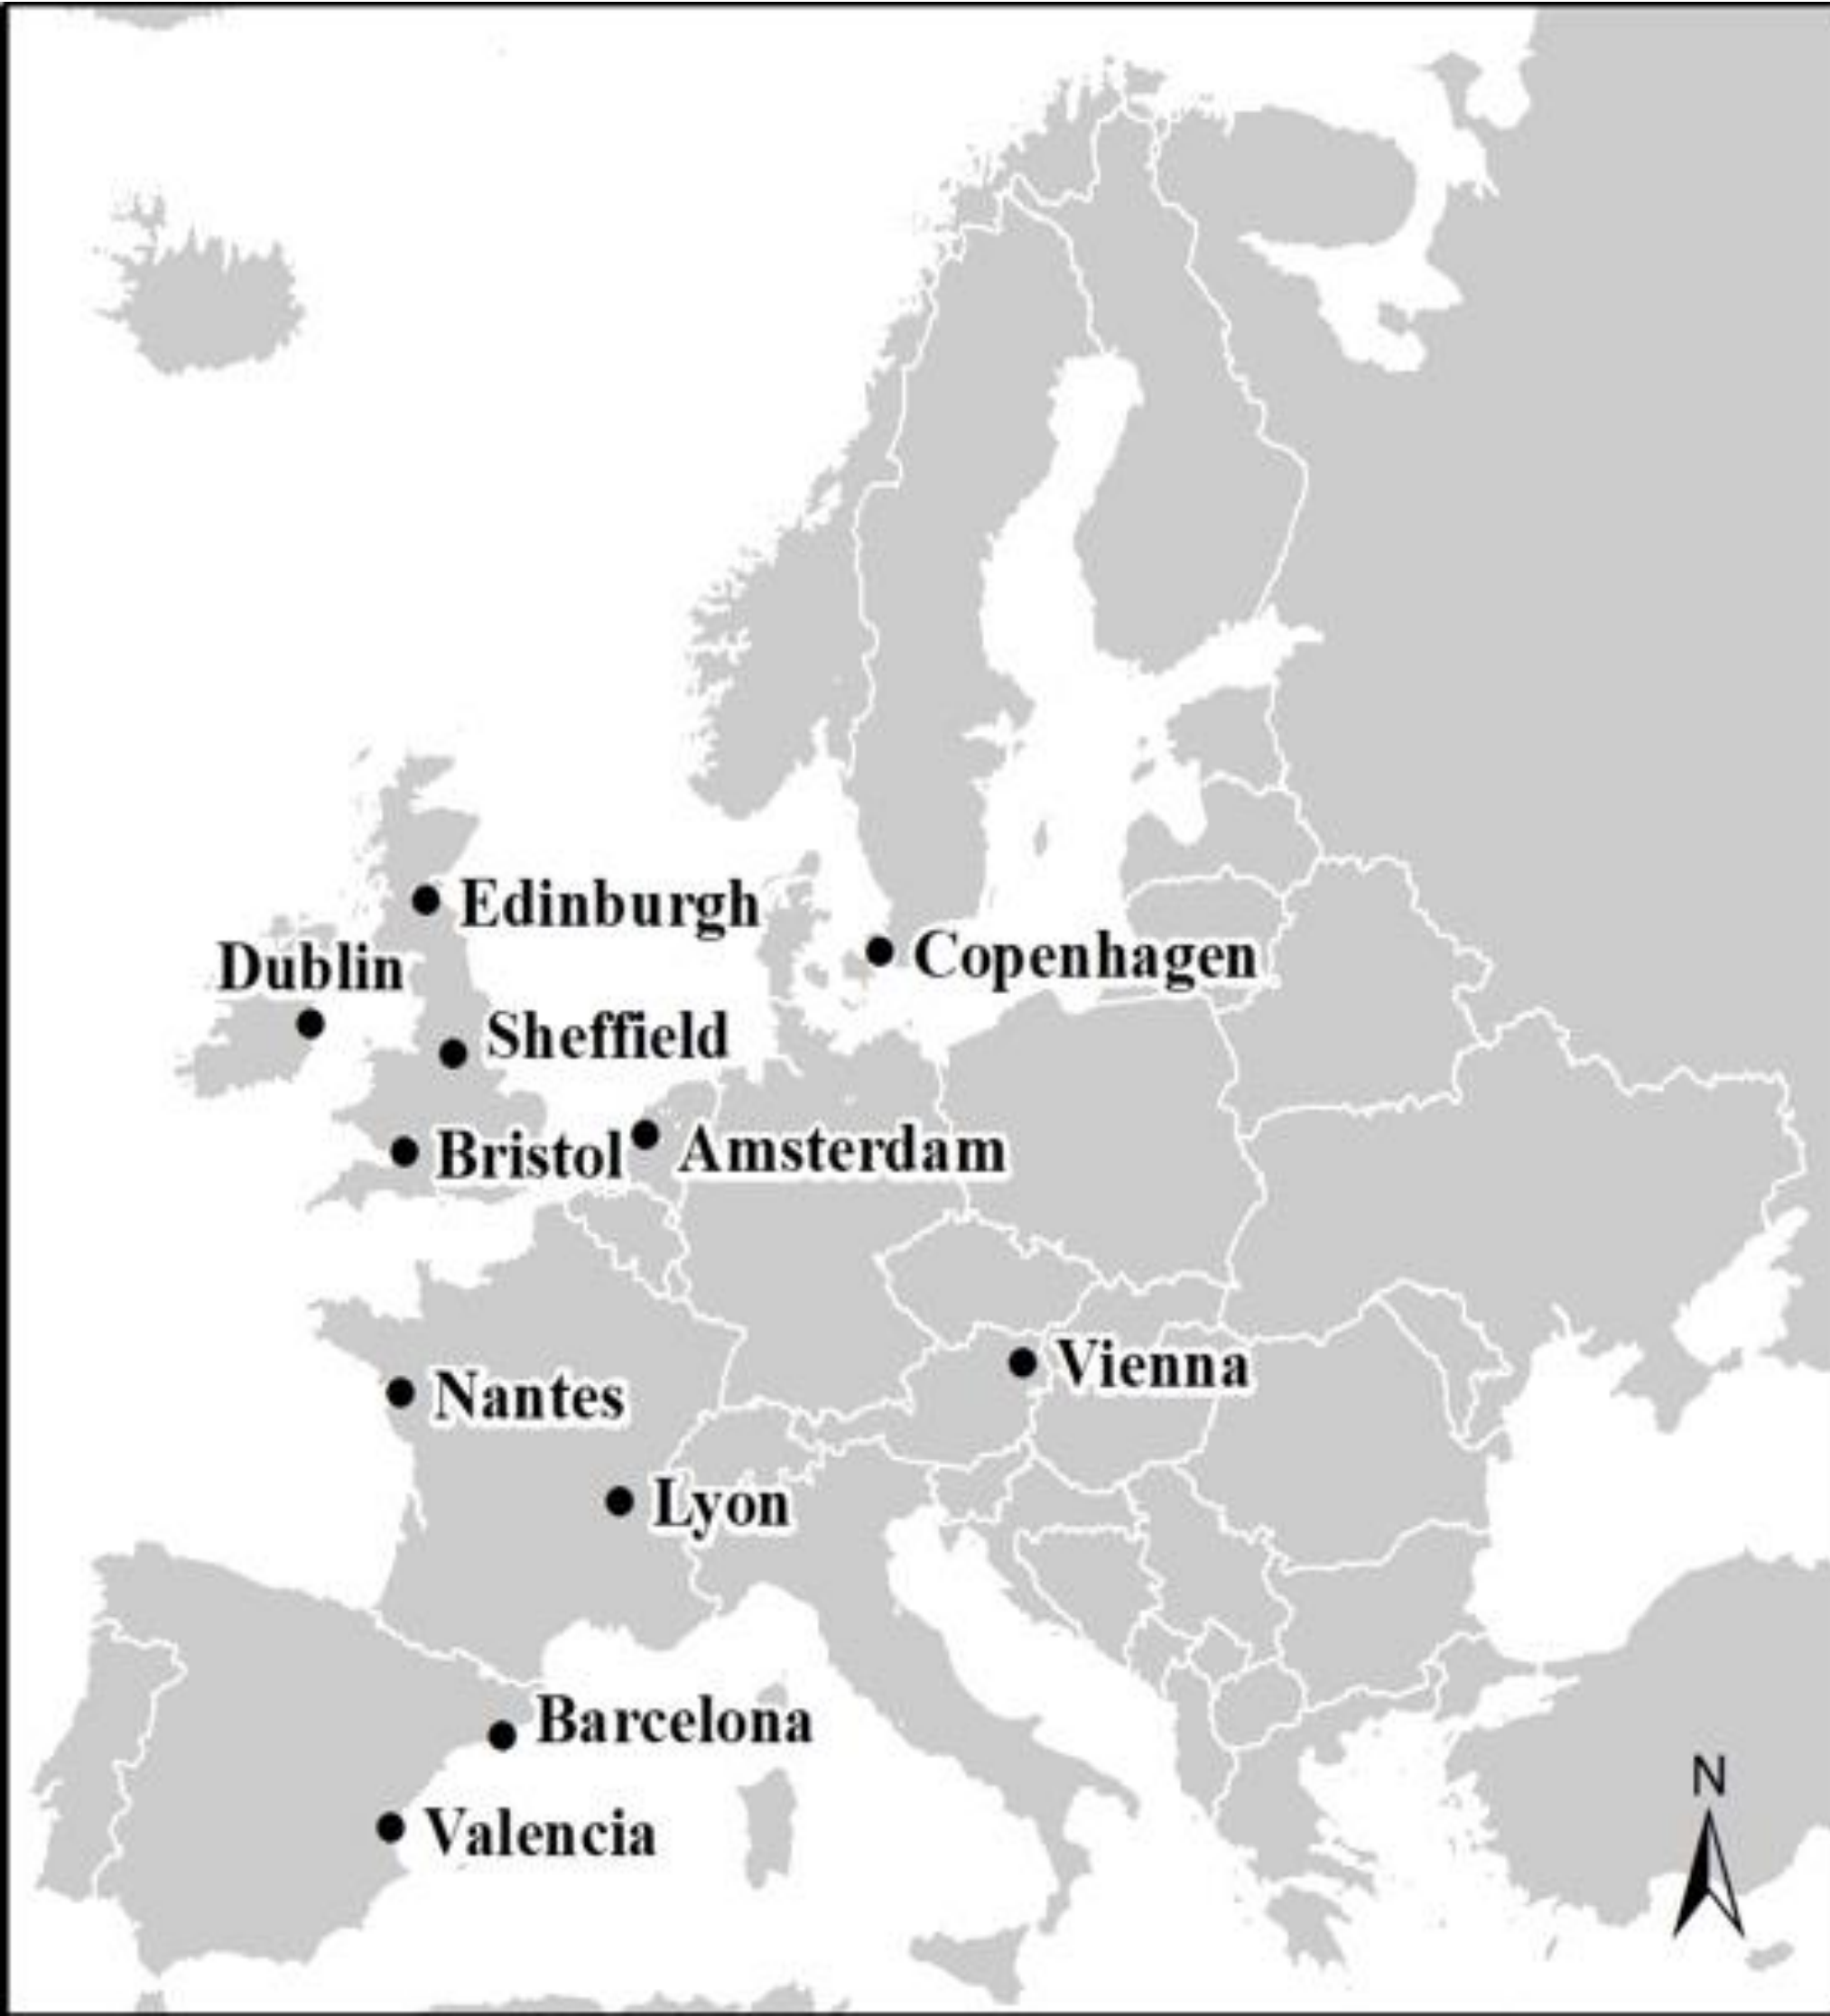 Edinburgh
Dublin
Copenhagen
Sheffield
Bristol
Amsterdam
Vienna
Nantes
Lyon
Barcelona
N
Valencia